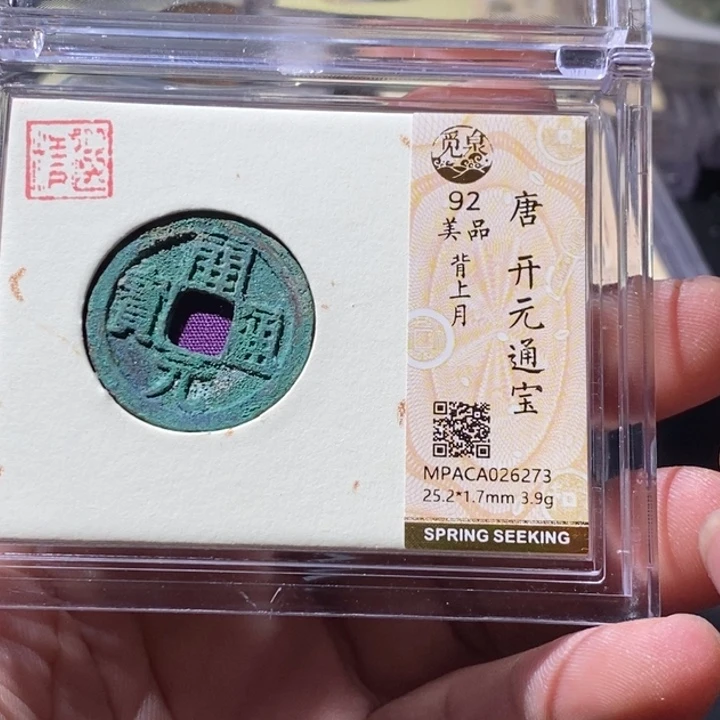 開元通寶
觅泉
唐 开元通宝
92
美品
背上月
MPACA026273
25.2*1.7mm 3.9g
SPRING SEEKING